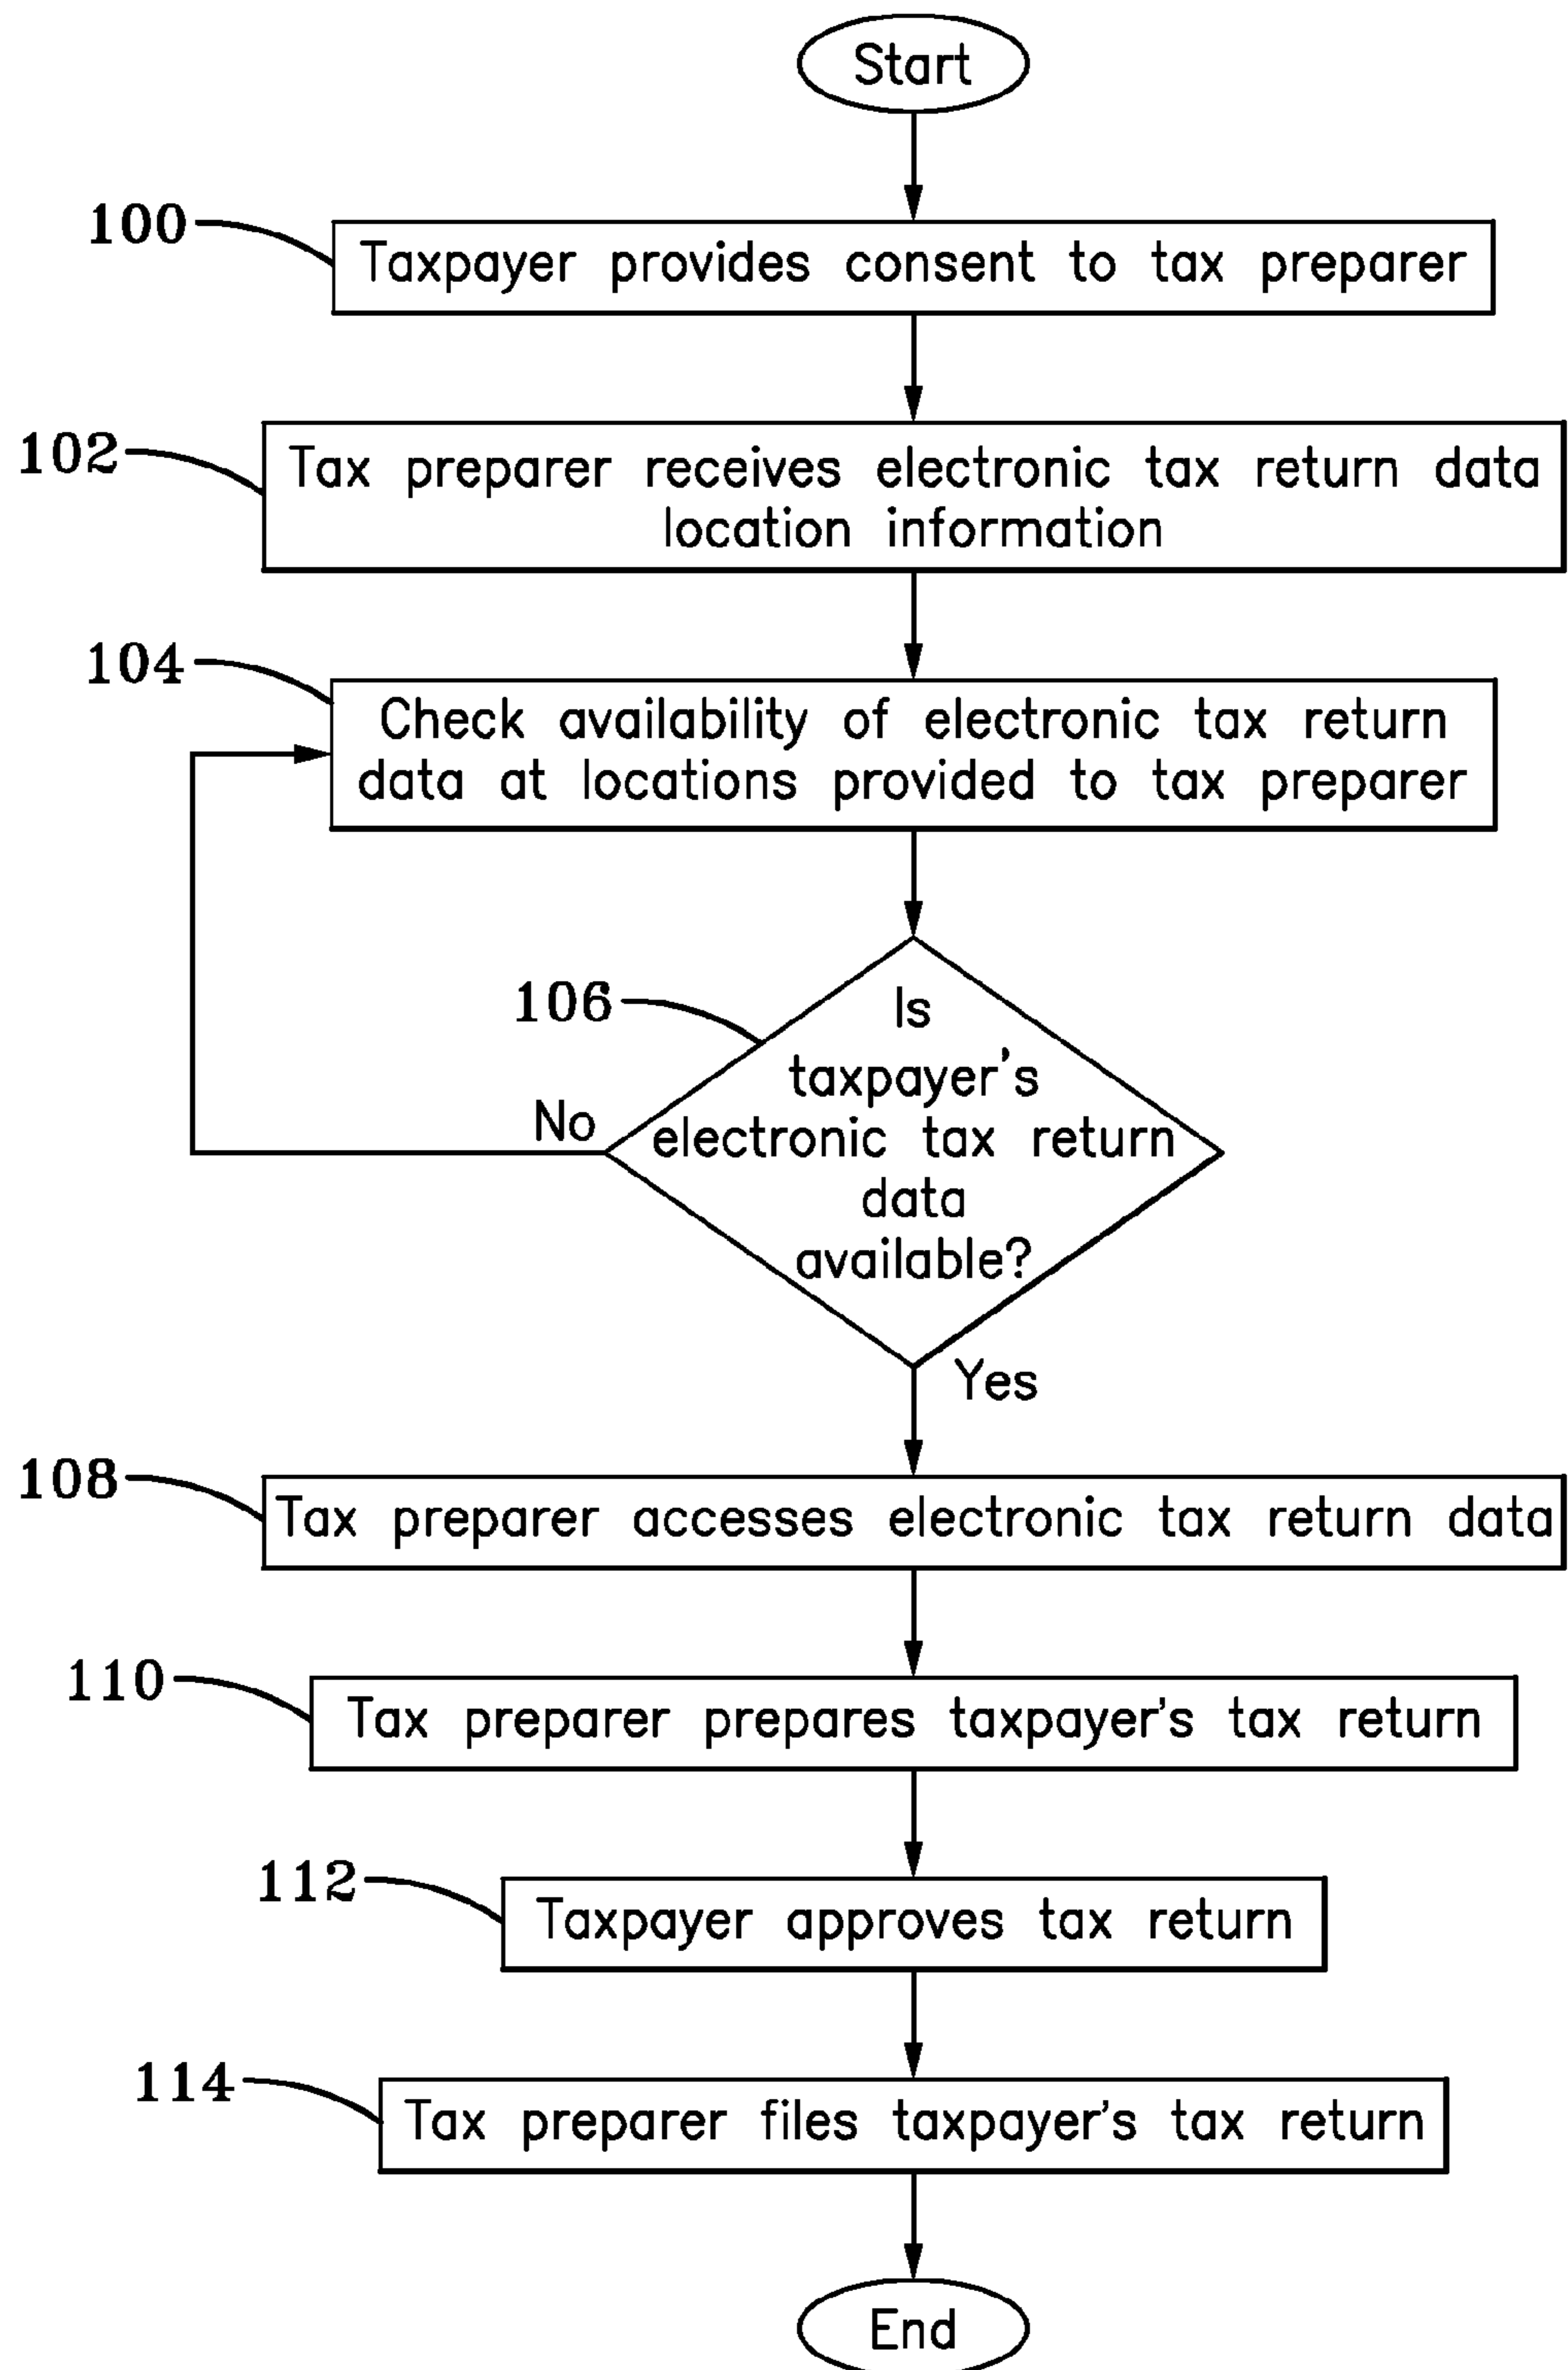 Start
100
Taxpayer provides consent to tax preparer
102
Tax preparer receives electronic tax return data
location information
104
Check availability of electronic tax return
data at locations provided to tax preparer
106
Is
taxpayer's
No
electronic tax return
data
available?
Yes
108
Tax preparer accesses electronic tax return data
110
Tax preparer prepares taxpayer's tax return
112
Taxpayer approves tax return
114
Tax preparer files taxpayer's tax return
End